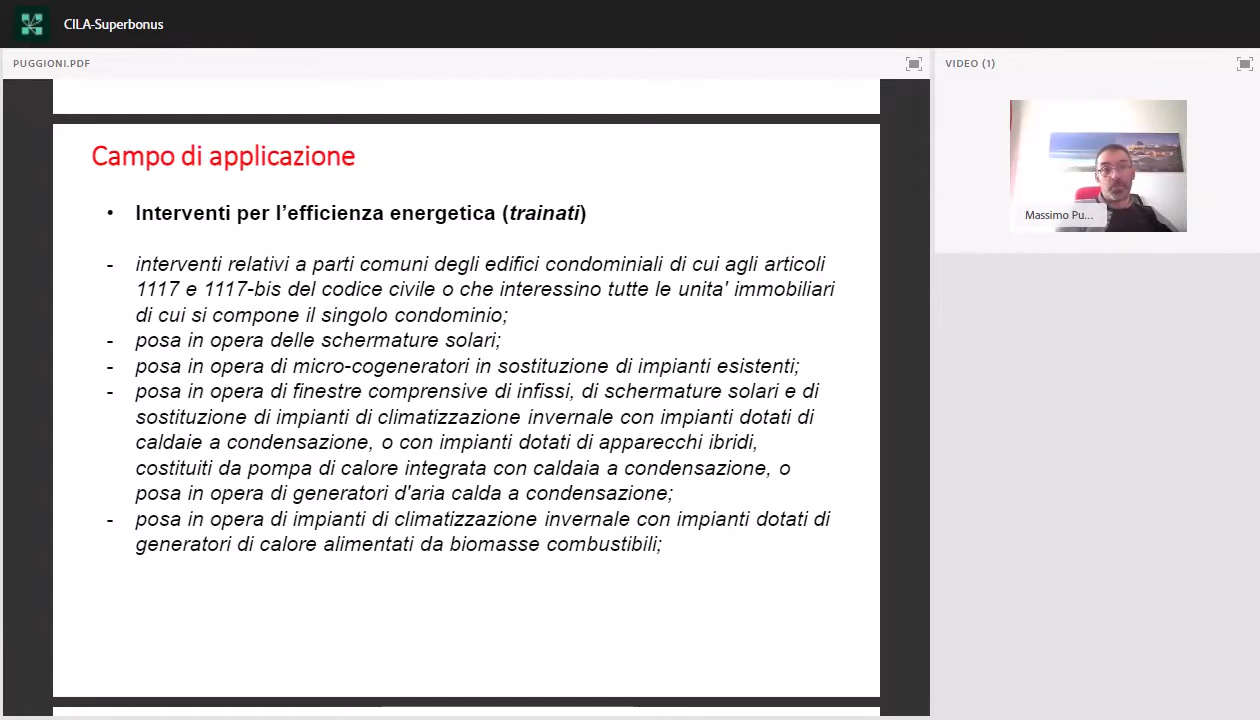 CILA-Superbonus
PUGGIONI.PDF
VIDEO (1)
Campo di applicazione
• Interventi per l’efficienza energetica (trainati)
- interventi relativi a parti comuni degli edifici condominiali di cui agli articoli
1117 e 1117-bis del codice civile o che interessino tutte le unita' immobiliari
di cui si compone il singolo condominio;
- posa in opera delle schermature solari;
- posa in opera di micro-cogeneratori in sostituzione di impianti esistenti;
- posa in opera di finestre comprensive di infissi, di schermature solari e di
sostituzione di impianti di climatizzazione invernale con impianti dotati di
caldaie a condensazione, o con impianti dotati di apparecchi ibridi,
costituiti da pompa di calore integrata con caldaia a condensazione, o
posa in opera di generatori d'aria calda a condensazione;
- posa in opera di impianti di climatizzazione invernale con impianti dotati di
generatori di calore alimentati da biomasse combustibili;
Massimo Pu...